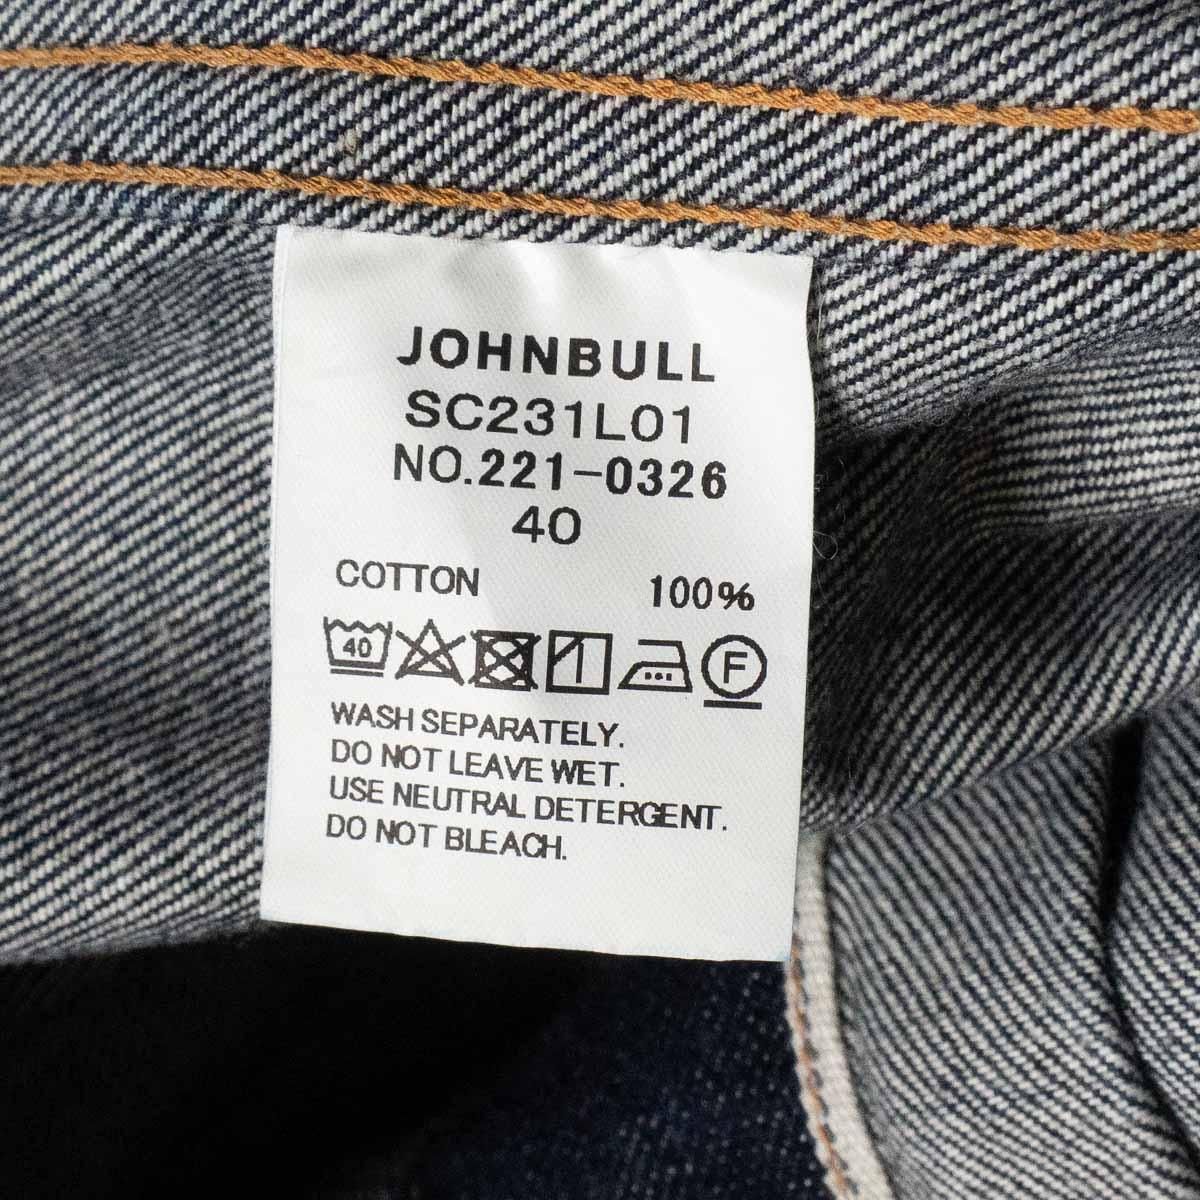 JOHNBULL
SC231L01
NO.221-0326
40
COTTON 100%
40 F
WASH SEPARATELY.
DO NOT LEAVE WET.
USE NEUTRAL DETERGENT.
DO NOT BLEACH.